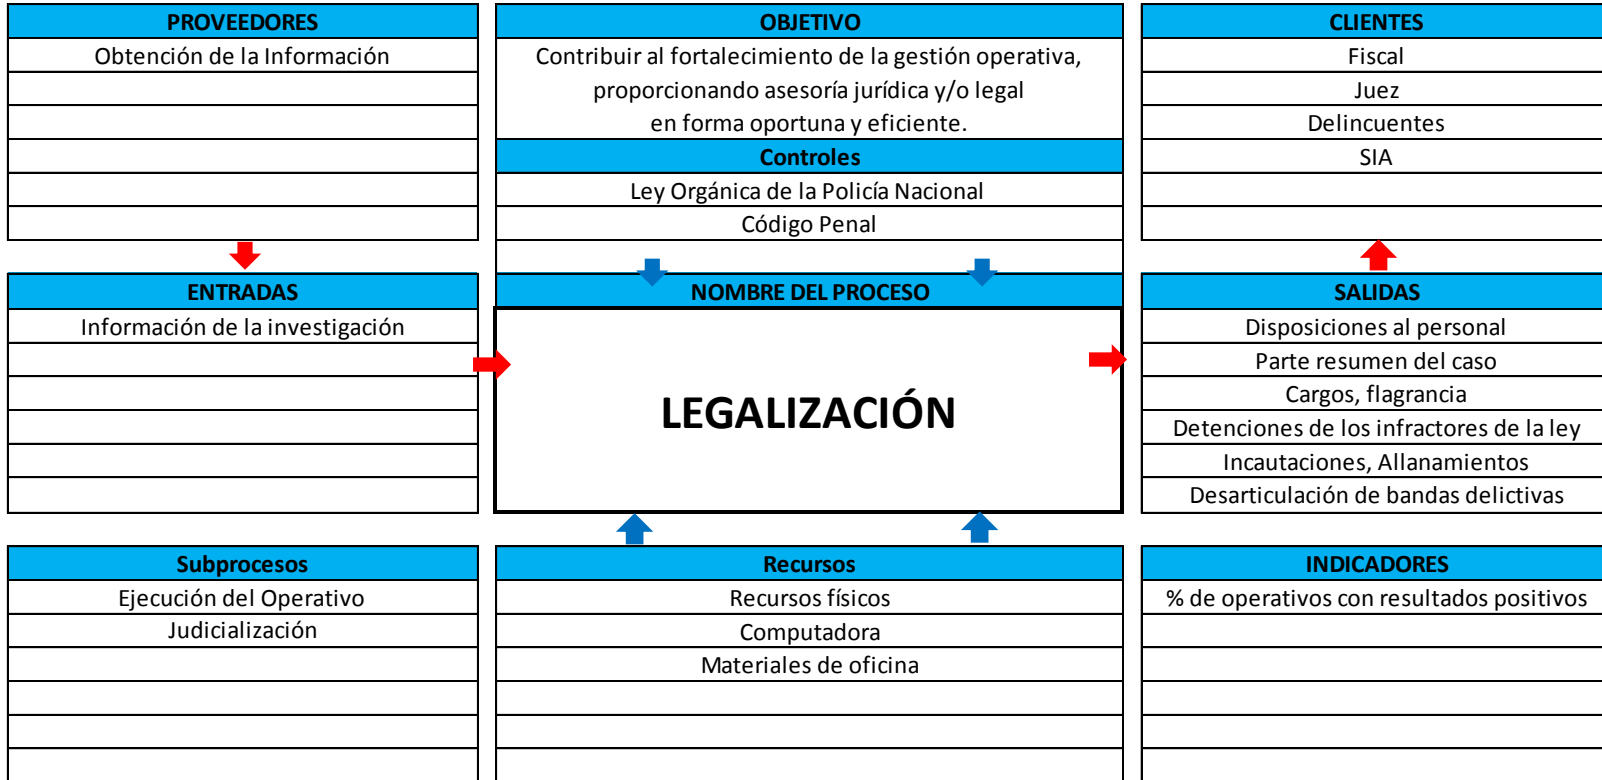 PROVEEDORES
Obtención de la Información
OBJETIVO
Contribuir al fortalecimiento de la gestión operativa,
proporcionando asesoría jurídica y/o legal
en forma oportuna y eficiente.
Controles
Ley Orgánica de la Policía Nacional
Código Penal
CLIENTES
Fiscal
Juez
Delincuentes
SIA
ENTRADAS
Información de la investigación
NOMBRE DEL PROCESO
LEGALIZACIÓN
SALIDAS
Disposiciones al personal
Parte resumen del caso
Cargos, flagrancia
Detenciones de los infractores de la ley
Incautaciones, Allanamientos
Desarticulación de bandas delictivas
Subprocesos
Ejecución del Operativo
Judicialización
Recursos
Recursos físicos
Computadora
Materiales de oficina
INDICADORES
% de operativos con resultados positivos